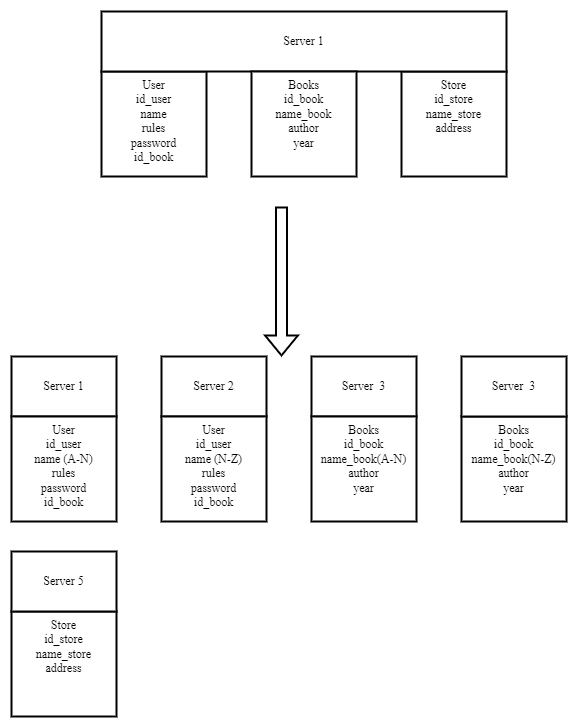 Server 1
User
id_user
name
rules
password
id_book
Books
id_book
name_book
author
year
Store
id_store
name_store
address
Server 1
User
id_user
name (A-N)
rules
password
id_book
Server 2
User
id_user
name (N-Z)
rules
password
id_book
Server 3
Books
id_book
name_book(A-N)
author
year
Server 3
Books
id_book
name_book(N-Z)
author
year
Server 5
Store
id_store
name_store
address